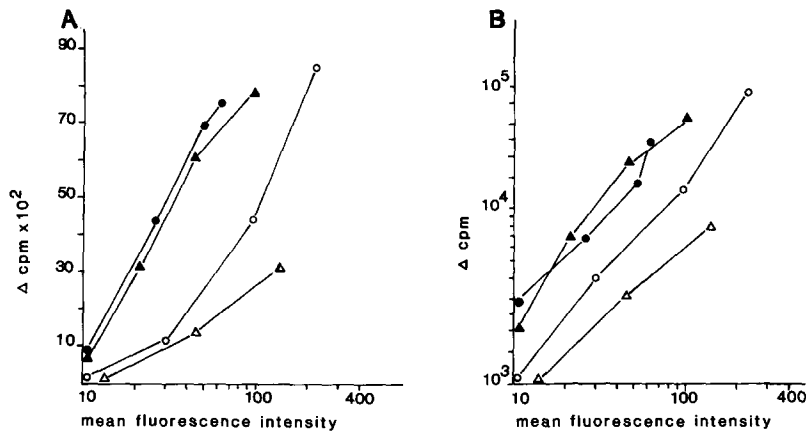 A
90
70
50
30
10
Δ cpm x10²
10 100 400
mean fluorescence intensity
B
10⁵
10⁴
10³
Δ cpm
10 100 400
mean fluorescence intensity